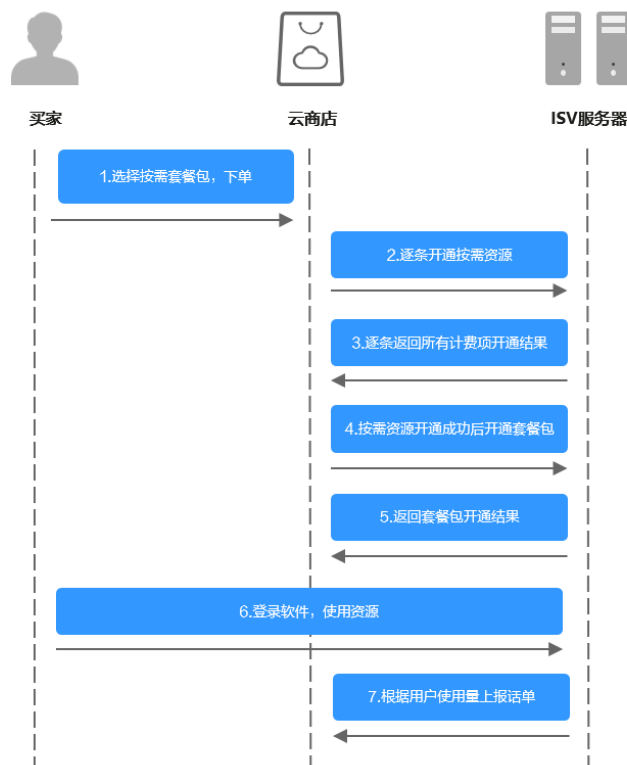 买家
云商店
ISV服务器
1.选择按需套餐包，下单
2.逐条开通按需资源
3.逐条返回所有计费项开通结果
4.按需资源开通成功后开通套餐包
5.返回套餐包开通结果
6.登录软件，使用资源
7.根据用户使用量上报话单